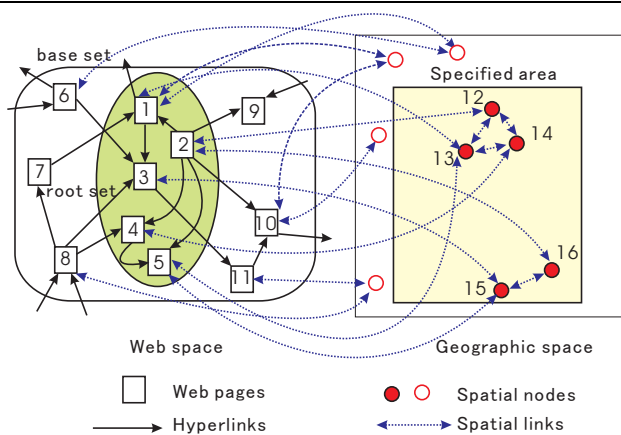 base set
Specified area
6
1
9
12
2
14
13
7
3
root set
10
4
16
8
5
11
15
Web space
Geographic space
Web pages
Spatial nodes
Hyperlinks
Spatial links